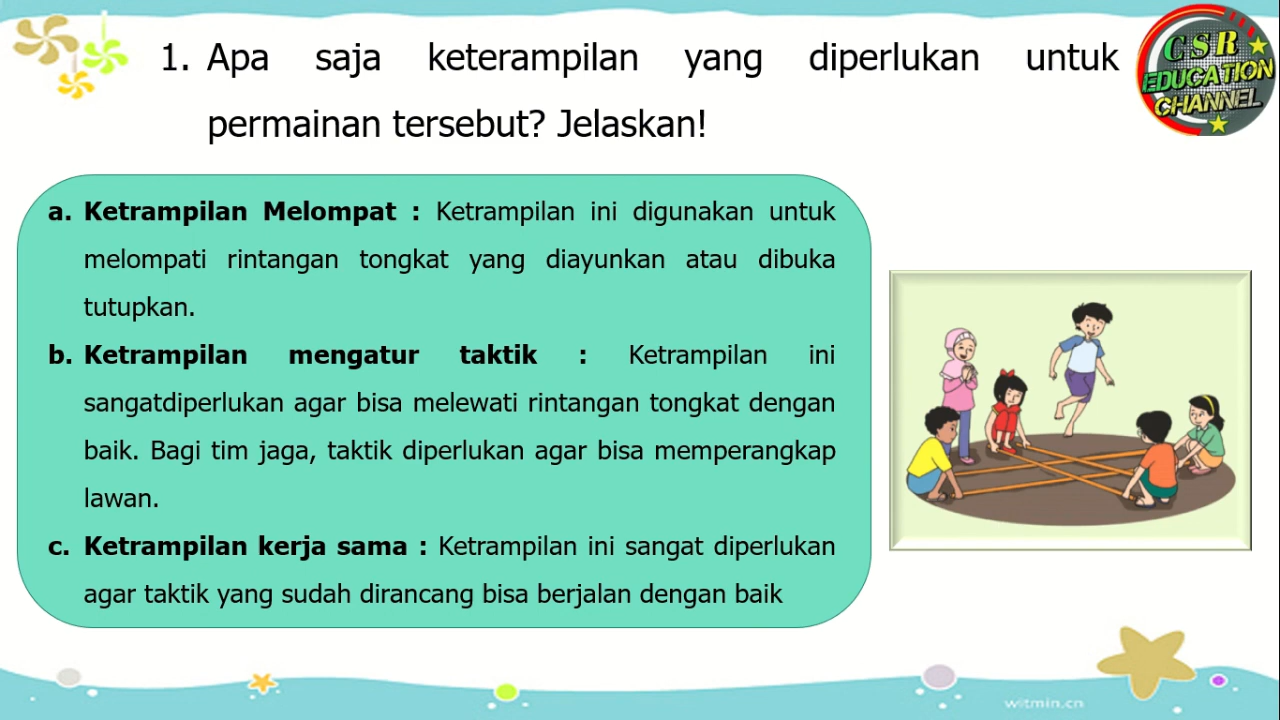 1. Apa saja keterampilan yang diperlukan untuk
permainan tersebut? Jelaskan!
CSR
EDUCATION
CHANNEL
a. Ketrampilan Melompat : Ketrampilan ini digunakan untuk
melompati rintangan tongkat yang diayunkan atau dibuka
tutupkan.
b. Ketrampilan mengatur taktik : Ketrampilan ini
sangatdiperlukan agar bisa melewati rintangan tongkat dengan
baik. Bagi tim jaga, taktik diperlukan agar bisa memperangkap
lawan.
c. Ketrampilan kerja sama : Ketrampilan ini sangat diperlukan
agar taktik yang sudah dirancang bisa berjalan dengan baik
witmin.cn